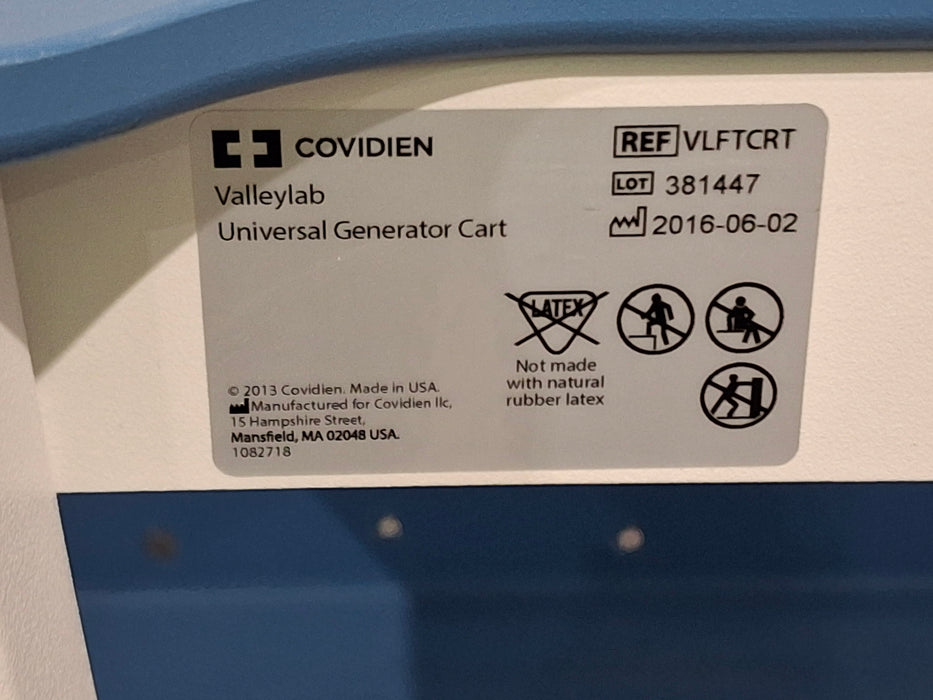 COVIDIEN
Valleylab
Universal Generator Cart
REF VLFTCRT
LOT 381447
2016-06-02
LATEX
Not made
with natural
rubber latex
© 2013 Covidien. Made in USA.
Manufactured for Covidien llc,
15 Hampshire Street,
Mansfield, MA 02048 USA.
1082718